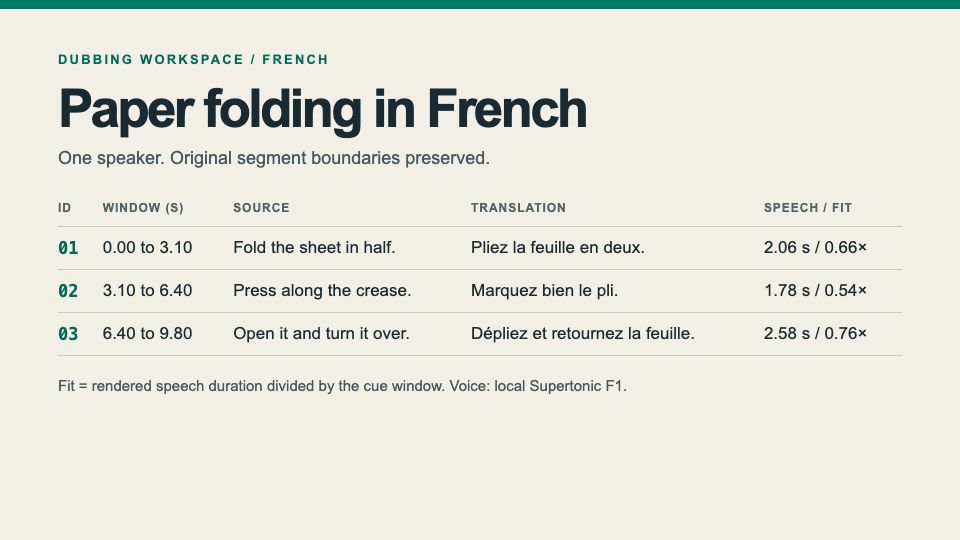 DUBBING WORKSPACE / FRENCH
Paper folding in French
One speaker. Original segment boundaries preserved.
ID WINDOW (S) SOURCE TRANSLATION SPEECH / FIT
01 0.00 to 3.10 Fold the sheet in half. Pliez la feuille en deux. 2.06 s / 0.66×
02 3.10 to 6.40 Press along the crease. Marquez bien le pli. 1.78 s / 0.54×
03 6.40 to 9.80 Open it and turn it over. Dépliez et retournez la feuille. 2.58 s / 0.76×
Fit = rendered speech duration divided by the cue window. Voice: local Supertonic F1.